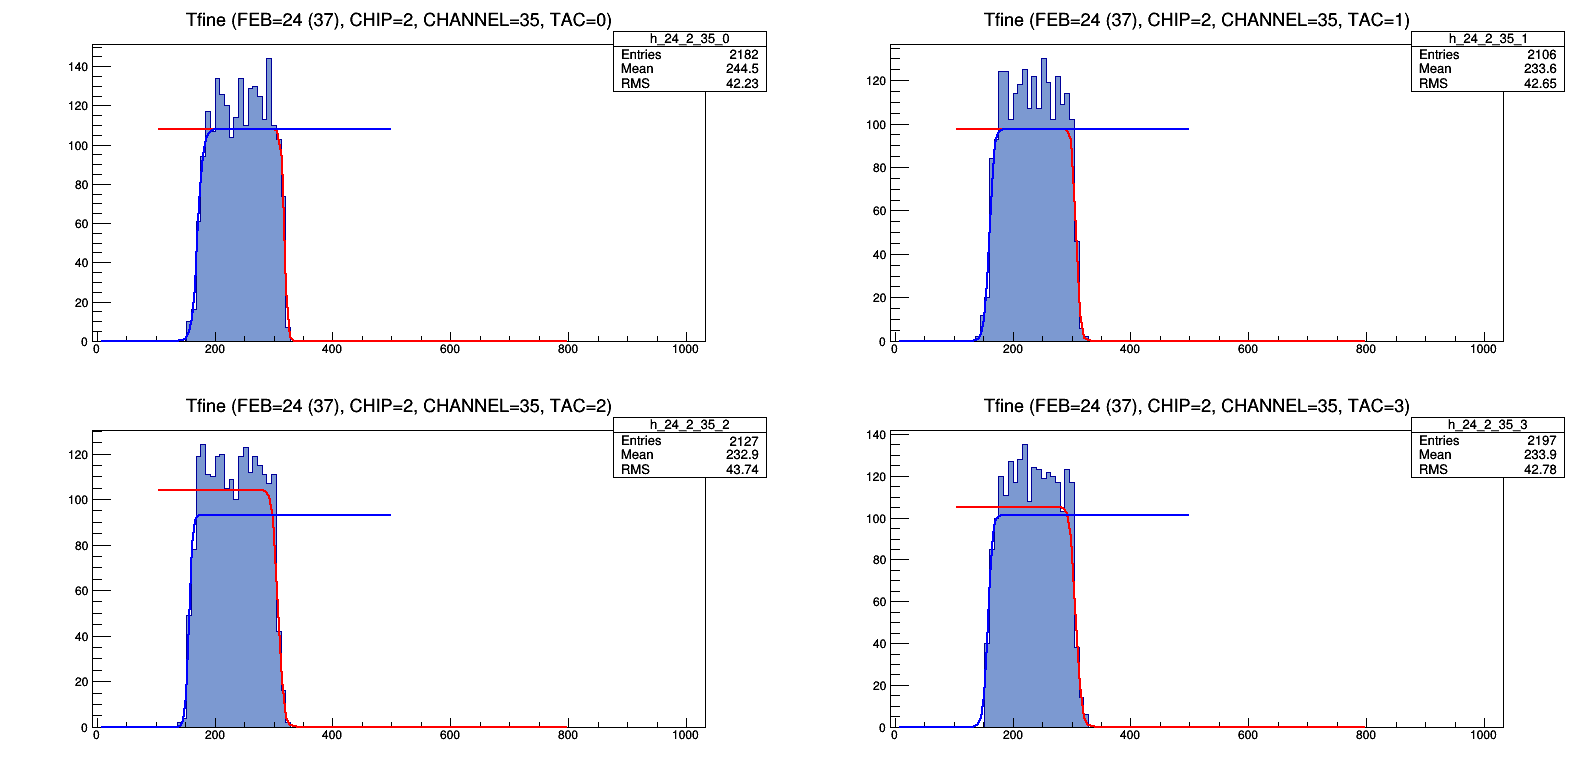 Tfine (FEB=24 (37), CHIP=2, CHANNEL=35, TAC=0)
h_24_2_35_0
Entries 2182
Mean 244.5
RMS 42.23
140
120
100
80
60
40
20
0
0 200 400 600 800 1000
Tfine (FEB=24 (37), CHIP=2, CHANNEL=35, TAC=1)
h_24_2_35_1
Entries 2106
Mean 233.6
RMS 42.65
120
100
80
60
40
20
0
0 200 400 600 800 1000
Tfine (FEB=24 (37), CHIP=2, CHANNEL=35, TAC=2)
h_24_2_35_2
Entries 2127
Mean 232.9
RMS 43.74
120
100
80
60
40
20
0
0 200 400 600 800 1000
Tfine (FEB=24 (37), CHIP=2, CHANNEL=35, TAC=3)
h_24_2_35_3
Entries 2197
Mean 233.9
RMS 42.78
140
120
100
80
60
40
20
0
0 200 400 600 800 1000